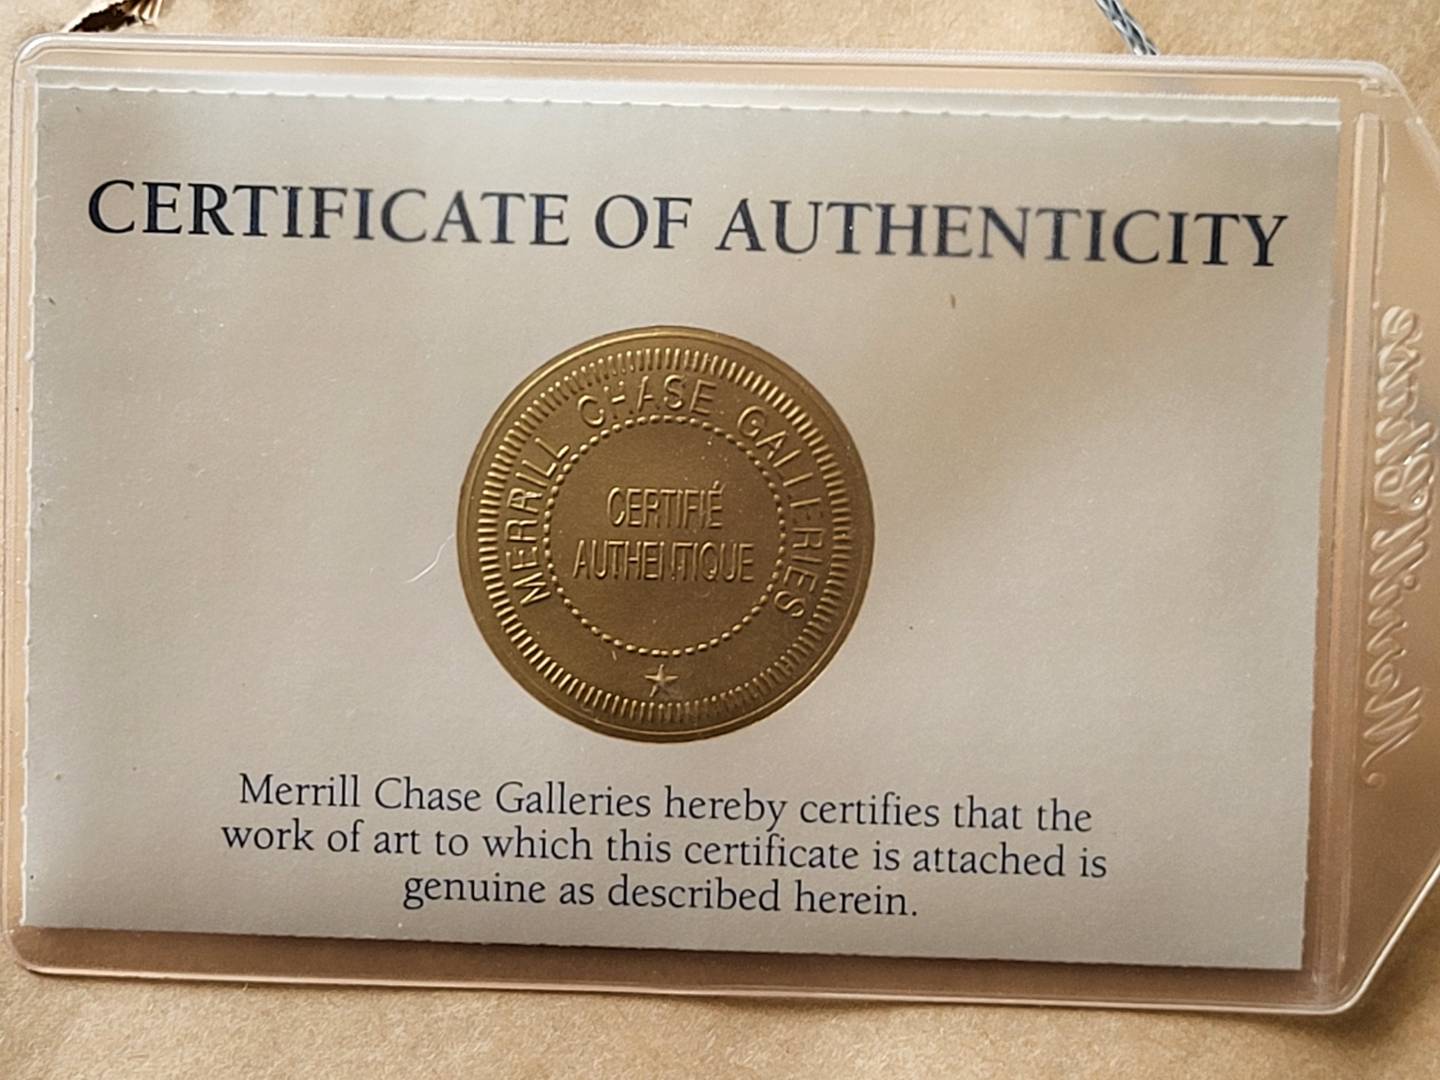 CERTIFICATE OF AUTHENTICITY
MERRILL CHASE GALLERIES
CERTIFIÉ
AUTHENTIQUE
Merrill Chase Galleries hereby certifies that the
work of art to which this certificate is attached is
genuine as described herein.